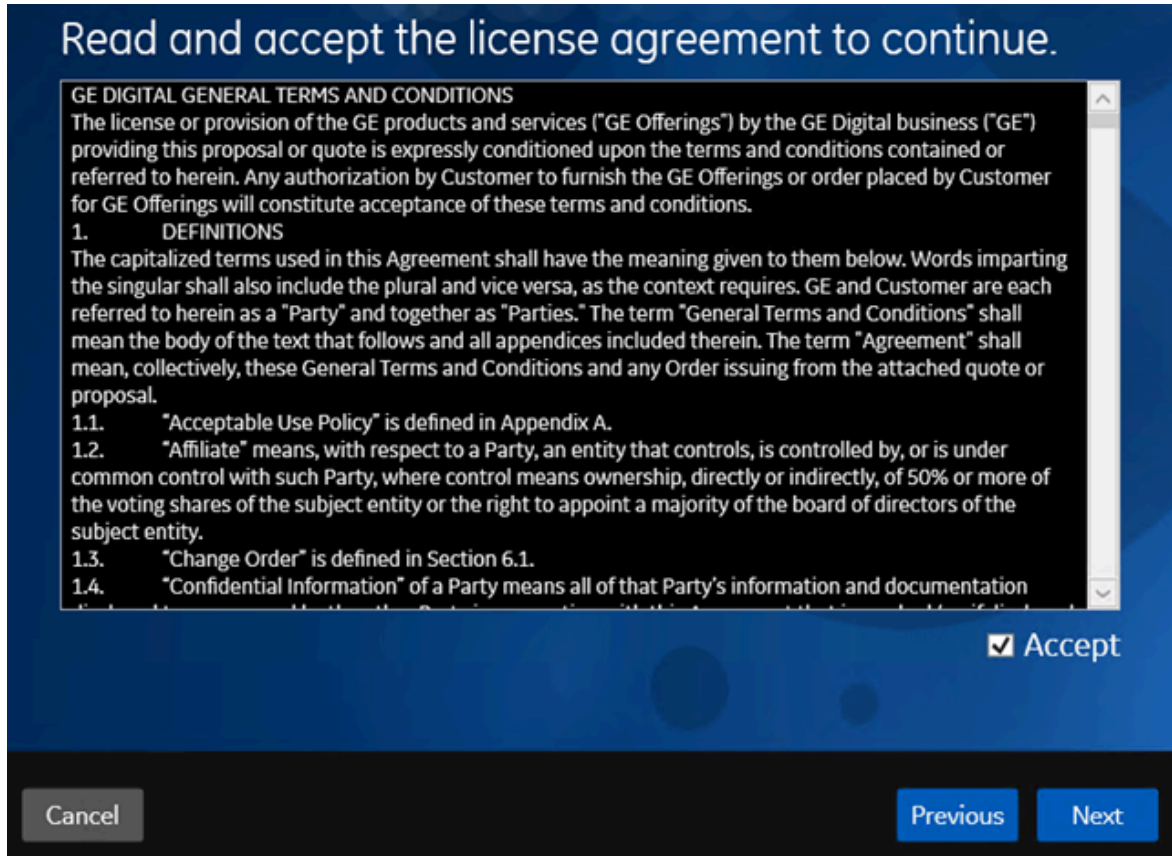 Read and accept the license agreement to continue.
GE DIGITAL GENERAL TERMS AND CONDITIONS
The license or provision of the GE products and services ("GE Offerings") by the GE Digital business ("GE")
providing this proposal or quote is expressly conditioned upon the terms and conditions contained or
referred to herein. Any authorization by Customer to furnish the GE Offerings or order placed by Customer
for GE Offerings will constitute acceptance of these terms and conditions.
1. DEFINITIONS
The capitalized terms used in this Agreement shall have the meaning given to them below. Words imparting
the singular shall also include the plural and vice versa, as the context requires. GE and Customer are each
referred to herein as a "Party" and together as "Parties." The term "General Terms and Conditions" shall
mean the body of the text that follows and all appendices included therein. The term "Agreement" shall
mean, collectively, these General Terms and Conditions and any Order issuing from the attached quote or
proposal.
1.1. "Acceptable Use Policy" is defined in Appendix A.
1.2. "Affiliate" means, with respect to a Party, an entity that controls, is controlled by, or is under
common control with such Party, where control means ownership, directly or indirectly, of 50% or more of
the voting shares of the subject entity or the right to appoint a majority of the board of directors of the
subject entity.
1.3. "Change Order" is defined in Section 6.1.
1.4. "Confidential Information" of a Party means all of that Party's information and documentation
Accept
Cancel
Previous
Next